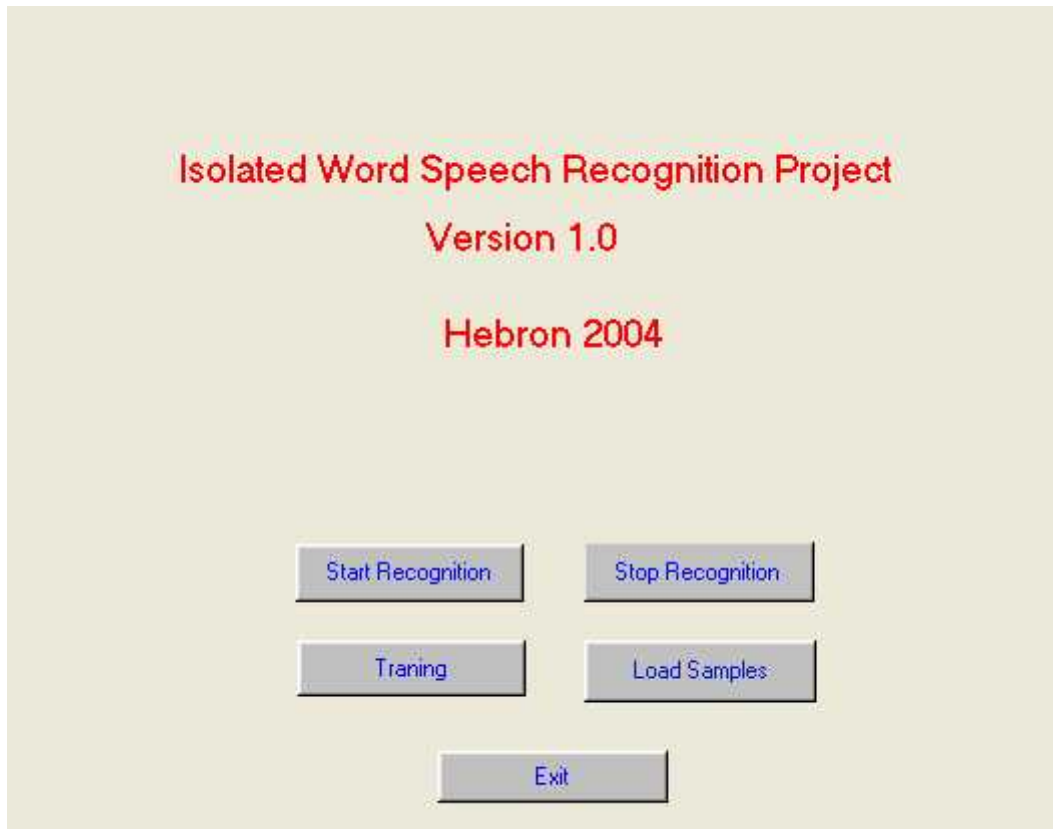 Isolated Word Speech Recognition Project
Version 1.0
Hebron 2004
Start Recognition
Stop Recognition
Traning
Load Samples
Exit